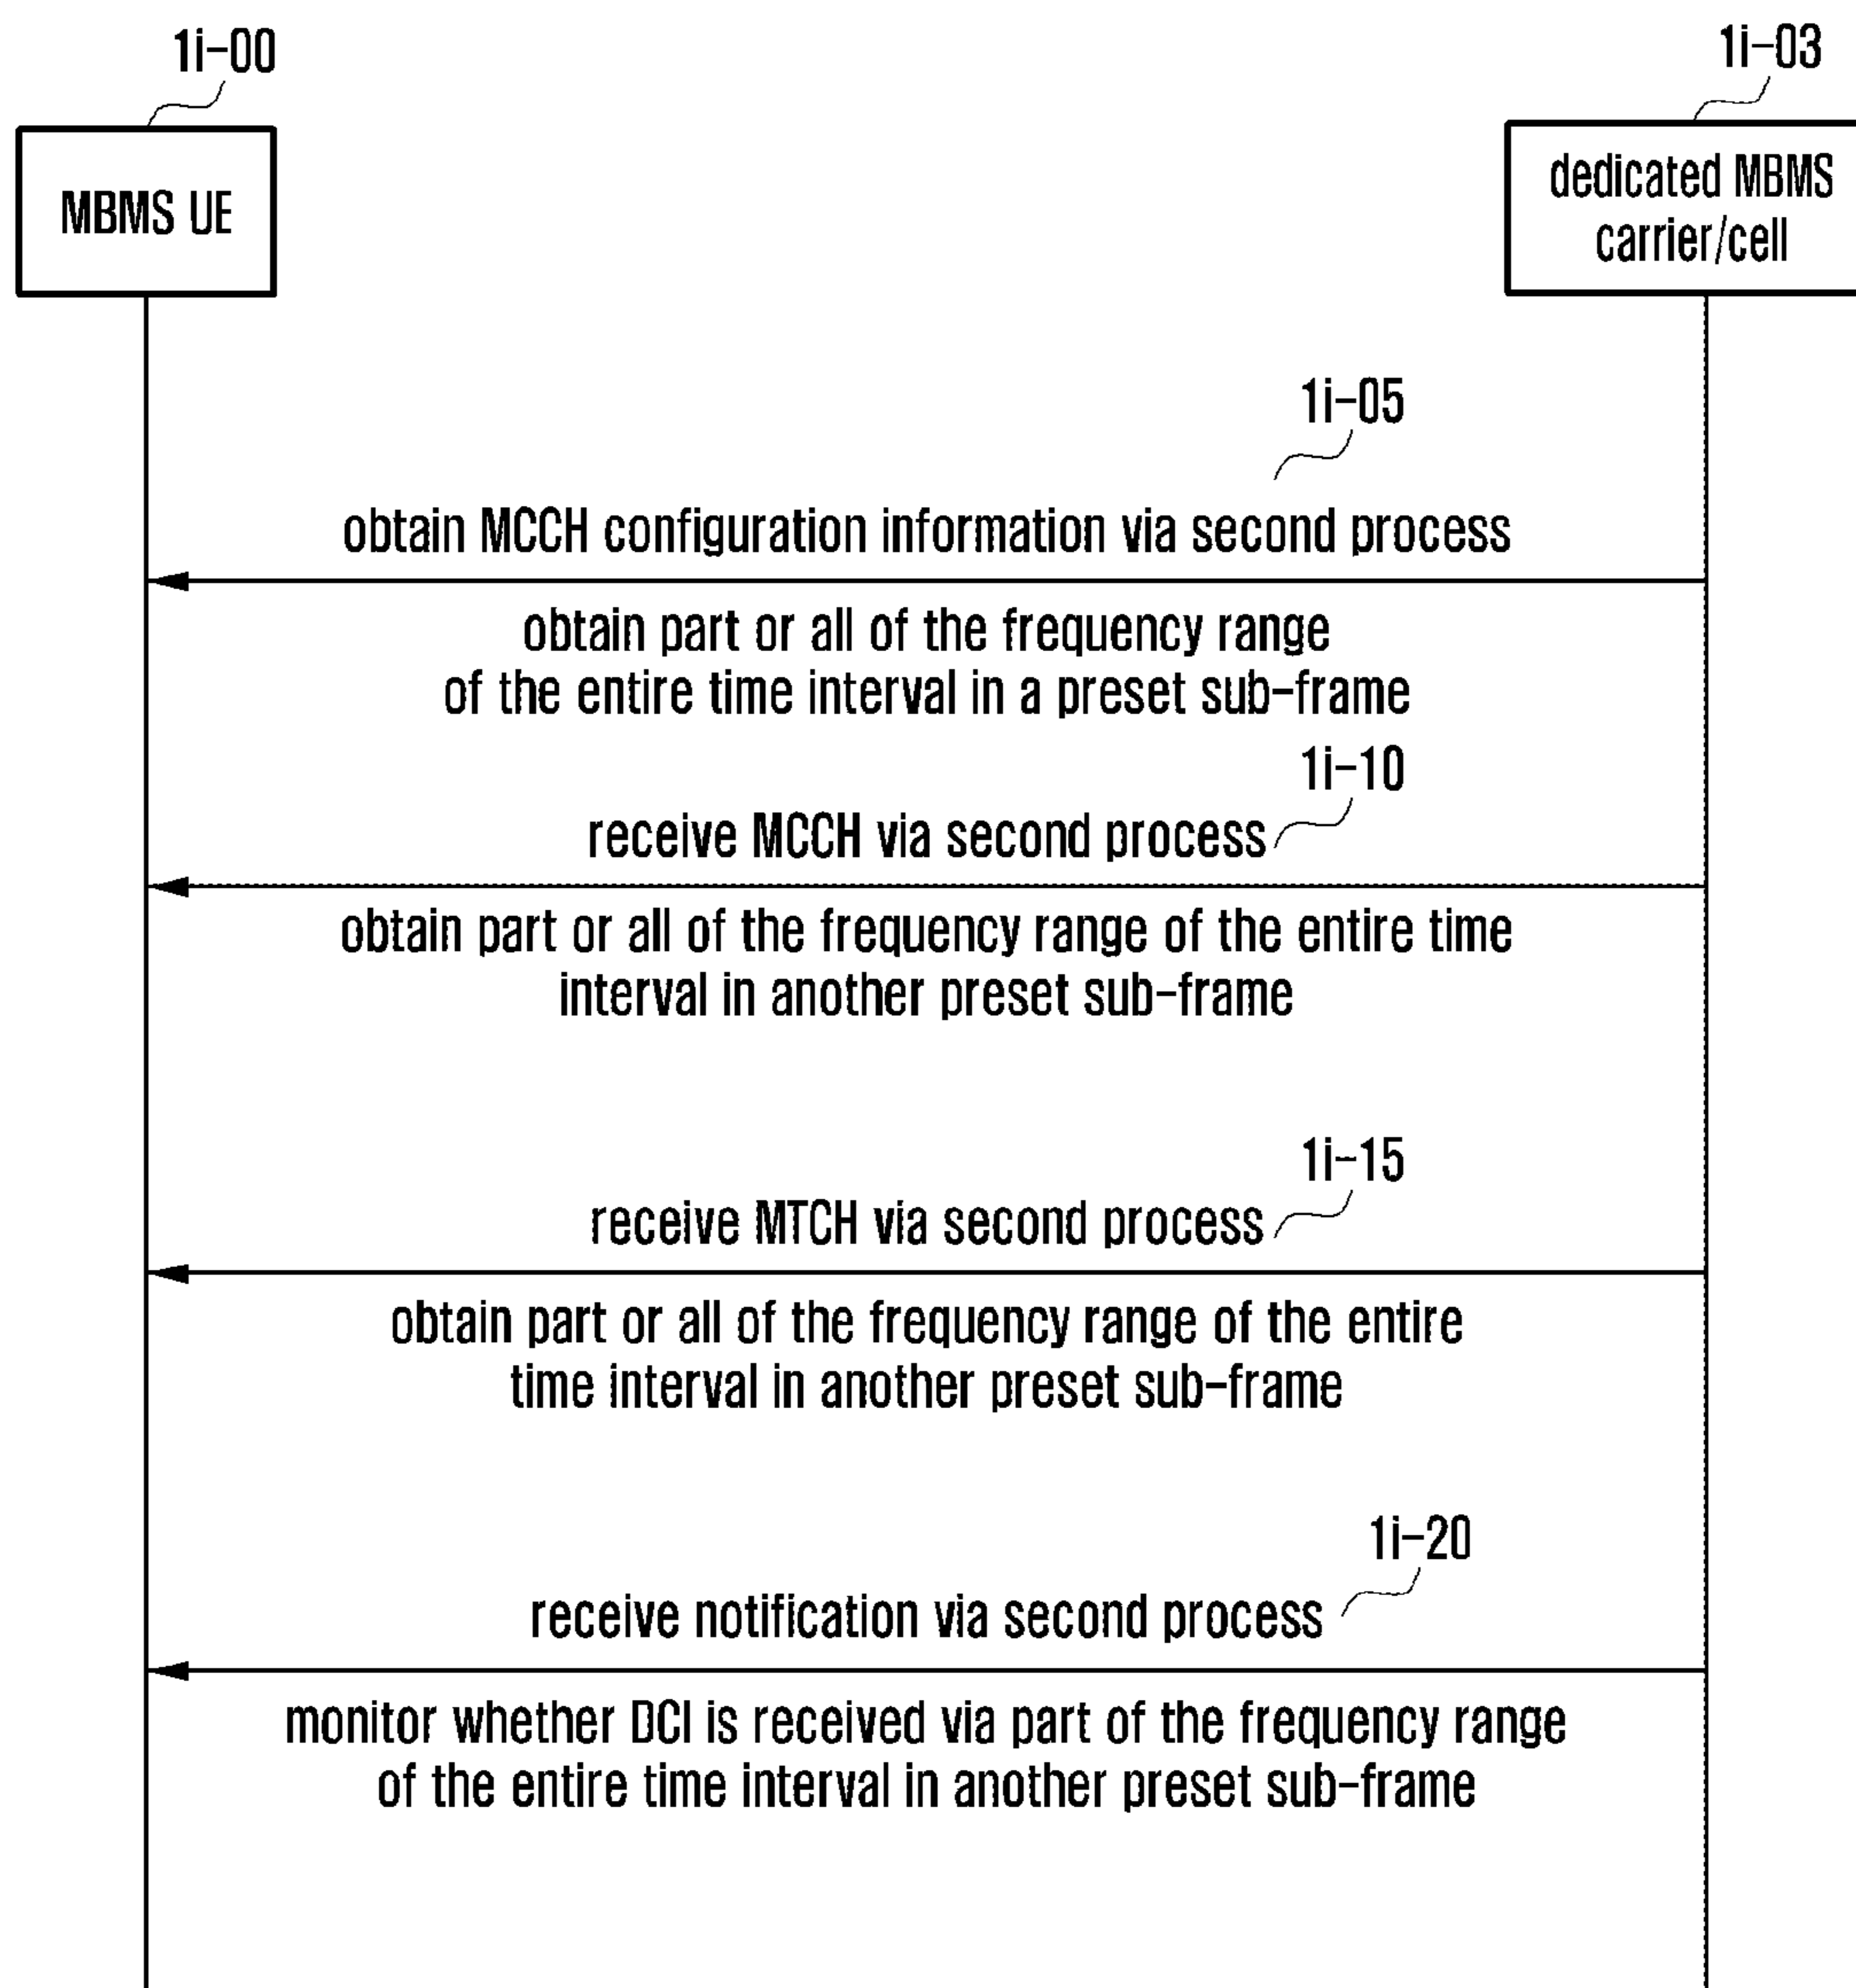 1i-00
1i-03
MBMS UE
dedicated MBMS
carrier/cell
1i-05
obtain MCCH configuration information via second process
obtain part or all of the frequency range
of the entire time interval in a preset sub-frame
1i-10
receive MCCH via second process
obtain part or all of the frequency range of the entire time
interval in another preset sub-frame
1i-15
receive MTCH via second process
obtain part or all of the frequency range of the entire
time interval in another preset sub-frame
1i-20
receive notification via second process
monitor whether DCI is received via part of the frequency range
of the entire time interval in another preset sub-frame